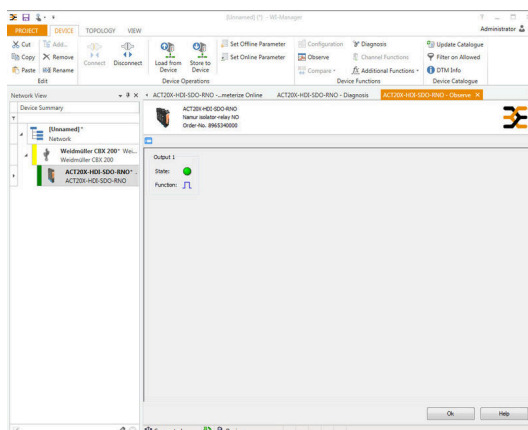 [Unnamed] (*) - WI-Manager
PROJECT DEVICE TOPOLOGY VIEW Administrator
Cut Add... Set Offline Parameter Configuration Diagnosis Update Catalogue
Copy Remove Connect Disconnect Load from Device Store to Device Set Online Parameter Observe Channel Functions Filter on Allowed
Paste Rename Compare Additional Functions DTM Info
Edit Device Operations Device Functions Device Catalogue
Network View ACT20X-HDI-SDO-RNO -...meterize Online ACT20X-HDI-SDO-RNO - Diagnosis ACT20X-HDI-SDO-RNO - Observe
Device Summary
ACT20X-HDI-SDO-RNO
Namur isolator-relay NO
Order-No. 8965340000
[Unnamed]*
Network
Weidmüller CBX 200* Wei...
Weidmüller CBX 200
ACT20X-HDI-SDO-RNO* .
ACT20X-HDI-SDO-RNO
Output 1
State:
Function:
Ok Help